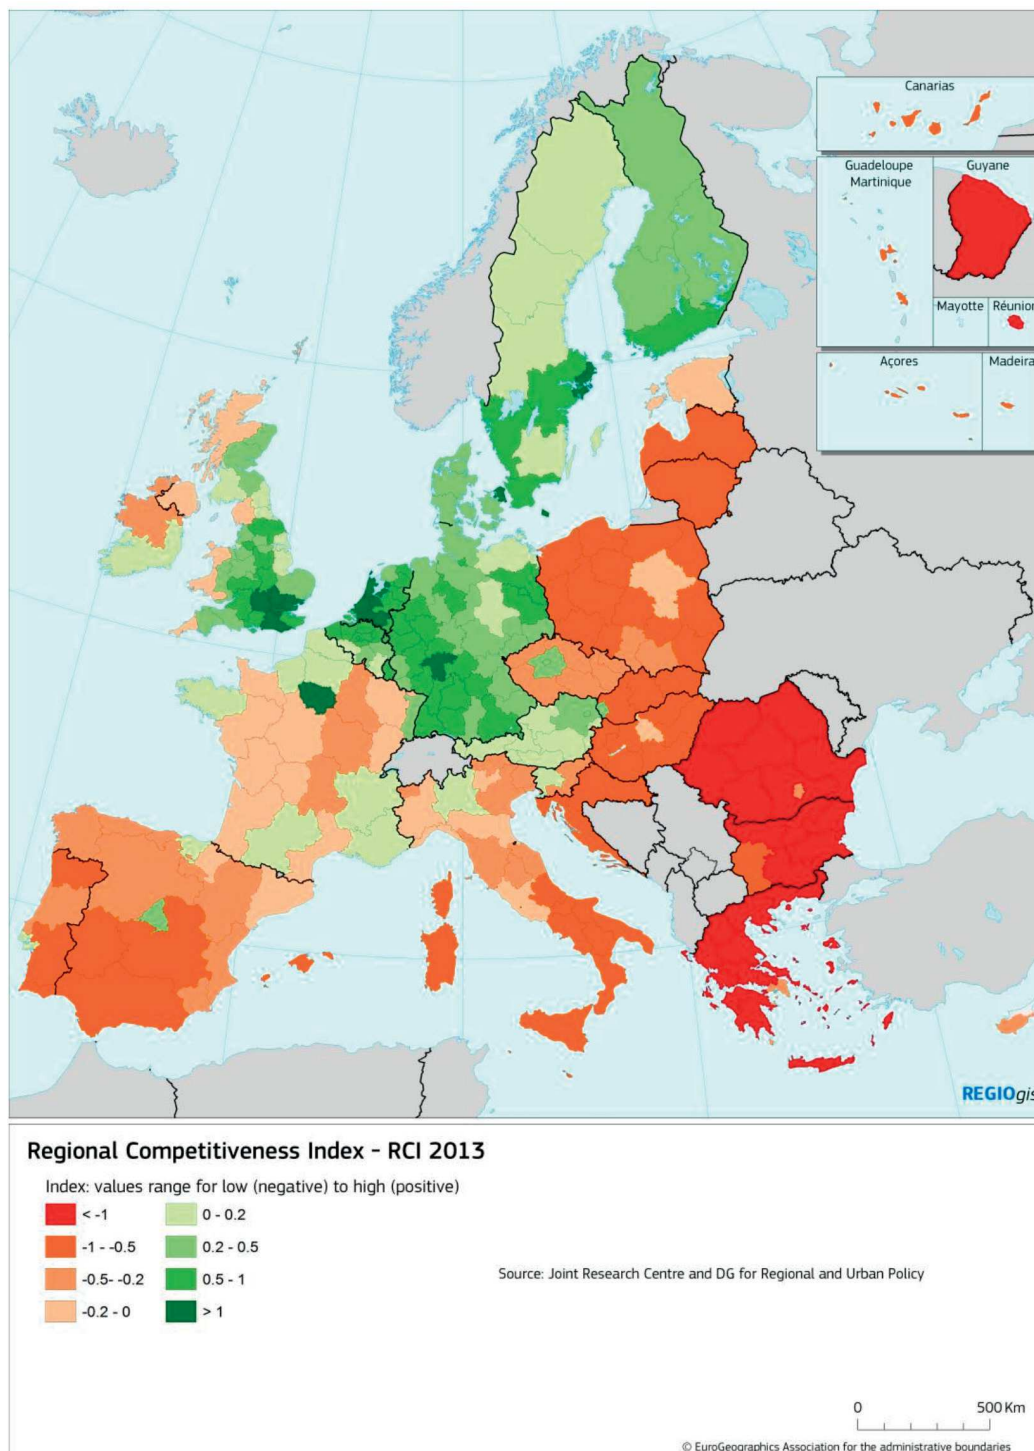 Canarias
Guadeloupe
Martinique
Guyane
Mayotte
Réunion
Açores
Madeira
REGIOgis
Regional Competitiveness Index - RCI 2013
Index: values range for low (negative) to high (positive)
< -1
0 - 0.2
-1 - -0.5
0.2 - 0.5
-0.5- -0.2
0.5 - 1
-0.2 - 0
> 1
Source: Joint Research Centre and DG for Regional and Urban Policy
0
500 Km
© EuroGeographics Association for the administrative boundaries